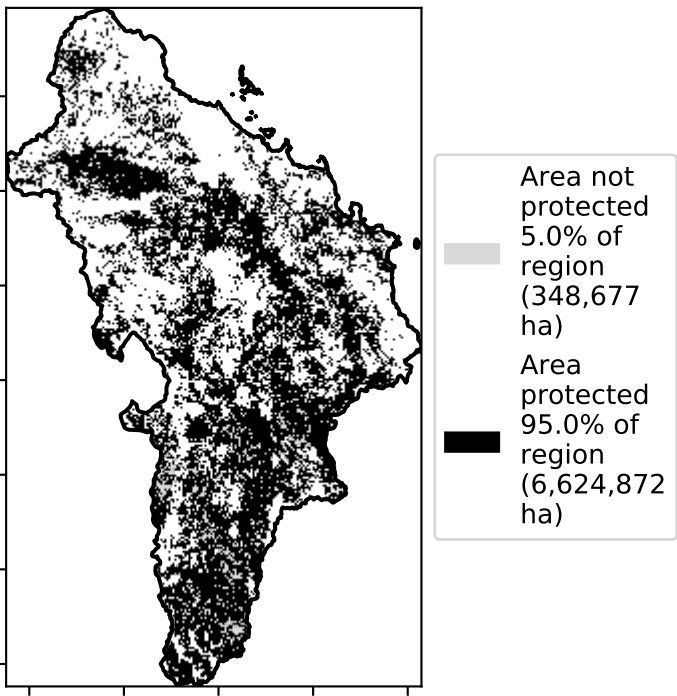 Area not
protected
5.0% of
region
(348,677
ha)
Area
protected
95.0% of
region
(6,624,872
ha)